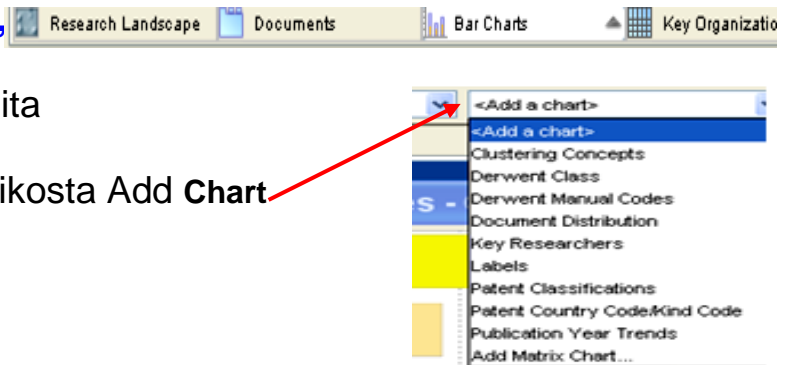 Research Landscape Documents Bar Charts Key Organizatio
ita
<Add a chart>
<Add a chart>
Clustering Concepts
ikosta Add Chart
Derwent Class
Derwent Manual Codes
s -
Document Distribution
Key Researchers
Labels
Patent Classifications
Patent Country Code/Kind Code
Publication Year Trends
Add Matrix Chart...